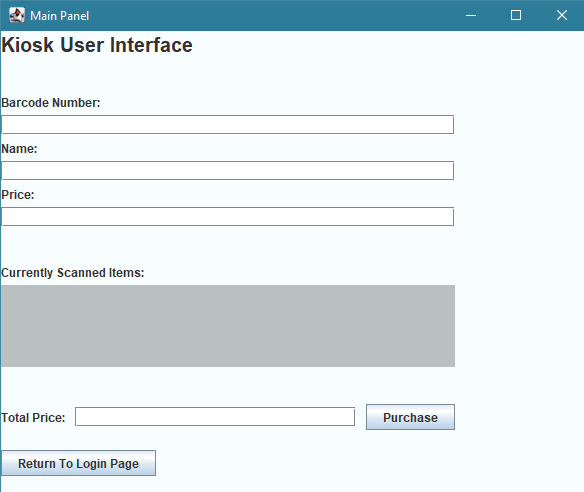 Main Panel
Kiosk User Interface
Barcode Number:
Name:
Price:
Currently Scanned Items:
Total Price: Purchase
Return To Login Page